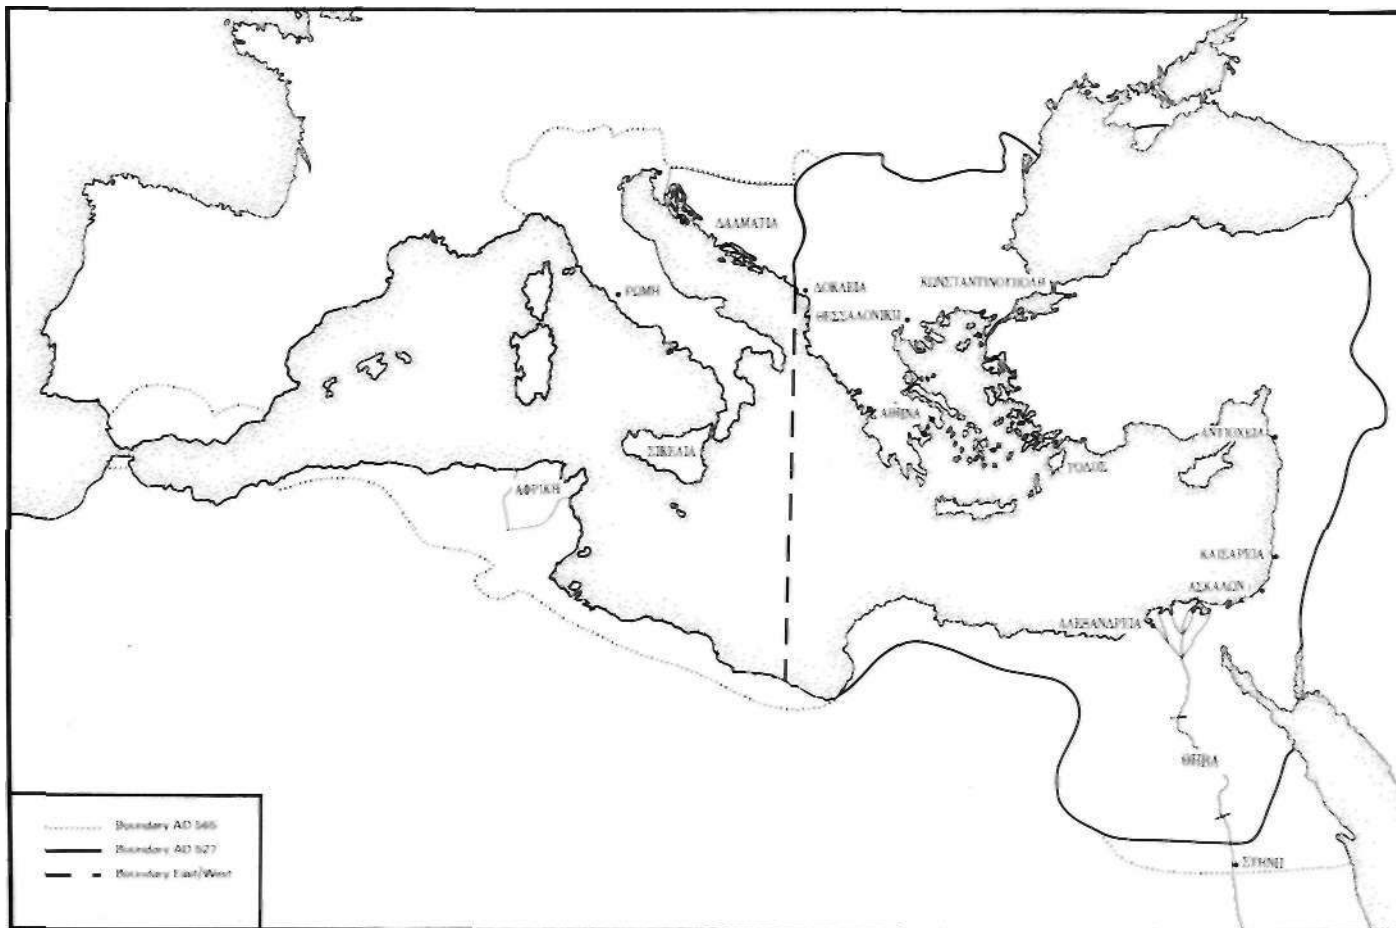 ΔΑΛΜΑΤΙΑ
ΚΩΝΣΤΑΝΤΙΝΟΥΠΟΛΗ
ΡΩΜΗ
ΔΟΚΛΕΙΑ
ΘΕΣΣΑΛΟΝΙΚΗ
ΑΘΗΝΑ
ΑΝΤΙΟΧΕΙΑ
ΣΙΚΕΛΙΑ
ΡΟΔΟΣ
ΑΦΡΙΚΗ
ΚΑΙΣΑΡΕΙΑ
ΑΣΚΑΛΩΝ
ΑΛΕΞΑΝΔΡΕΙΑ
ΘΗΒΑ
ΣΥΗΝΗ
Boundary AD 565
Boundary AD 527
Boundary East/West